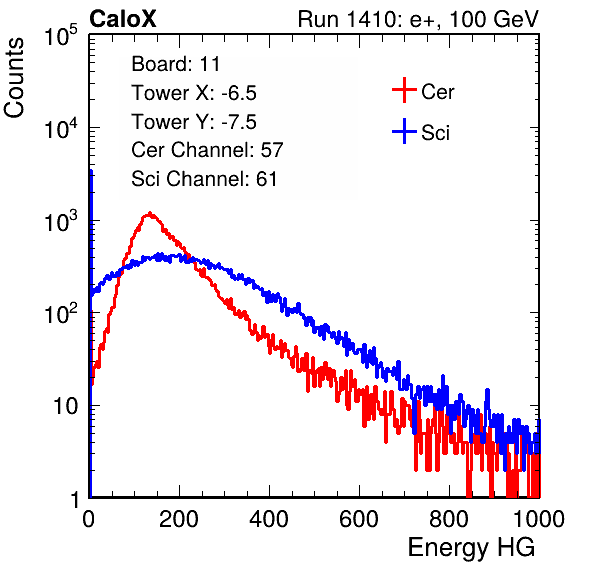 CaloX Run 1410: e+, 100 GeV
Counts
Board: 11
Tower X: -6.5
Tower Y: -7.5
Cer Channel: 57
Sci Channel: 61
Cer
Sci
10^5
10^4
10^3
10^2
10
1
0 200 400 600 800 1000
Energy HG